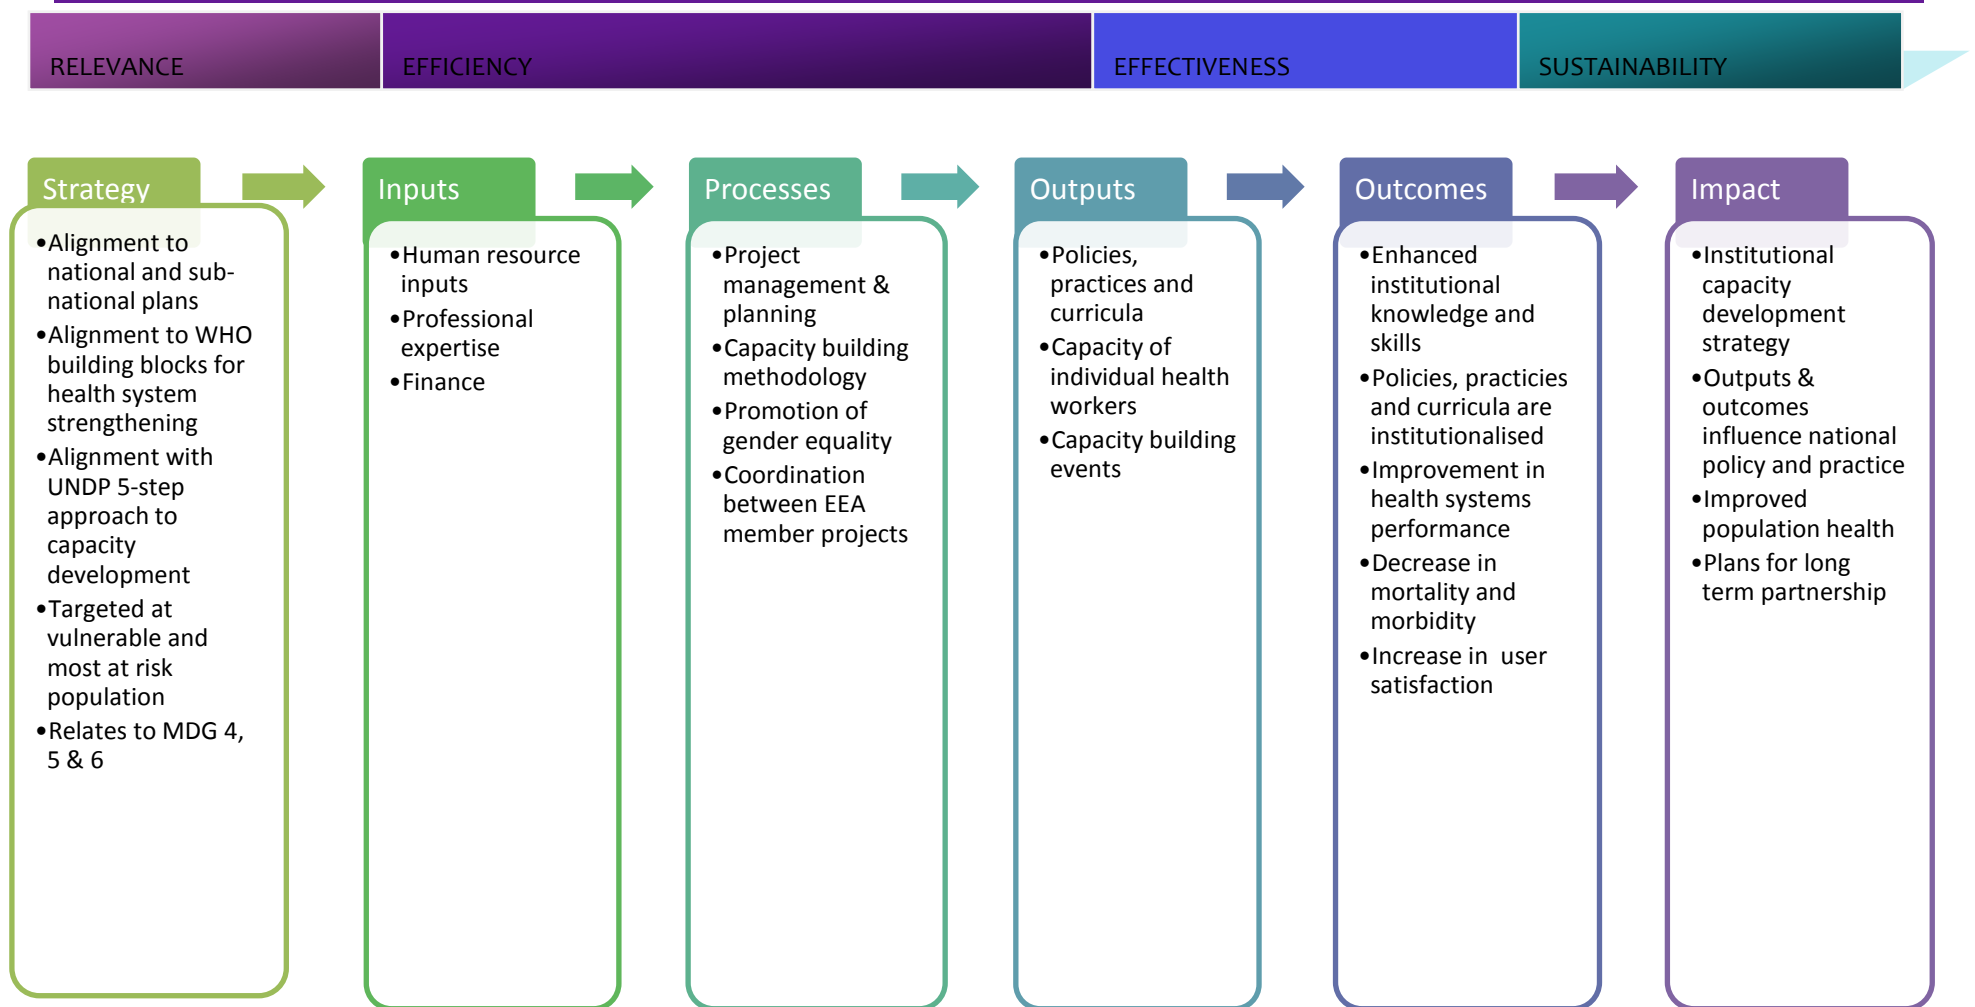 RELEVANCE
EFFICIENCY
EFFECTIVENESS
SUSTAINABILITY
Strategy
•Alignment to
national and sub-
national plans
•Alignment to WHO
building blocks for
health system
strengthening
•Alignment with
UNDP 5-step
approach to
capacity
development
•Targeted at
vulnerable and
most at risk
population
•Relates to MDG 4,
5 & 6
Inputs
•Human resource
inputs
•Professional
expertise
•Finance
Processes
•Project
management &
planning
•Capacity building
methodology
•Promotion of
gender equality
•Coordination
between EEA
member projects
Outputs
•Policies,
practices and
curricula
•Capacity of
individual health
workers
•Capacity building
events
Outcomes
•Enhanced
institutional
knowledge and
skills
•Policies, practicies
and curricula are
institutionalised
•Improvement in
health systems
performance
•Decrease in
mortality and
morbidity
•Increase in  user
satisfaction
Impact
•Institutional
capacity
development
strategy
•Outputs &
outcomes
influence national
policy and practice
•Improved
population health
•Plans for long
term partnership